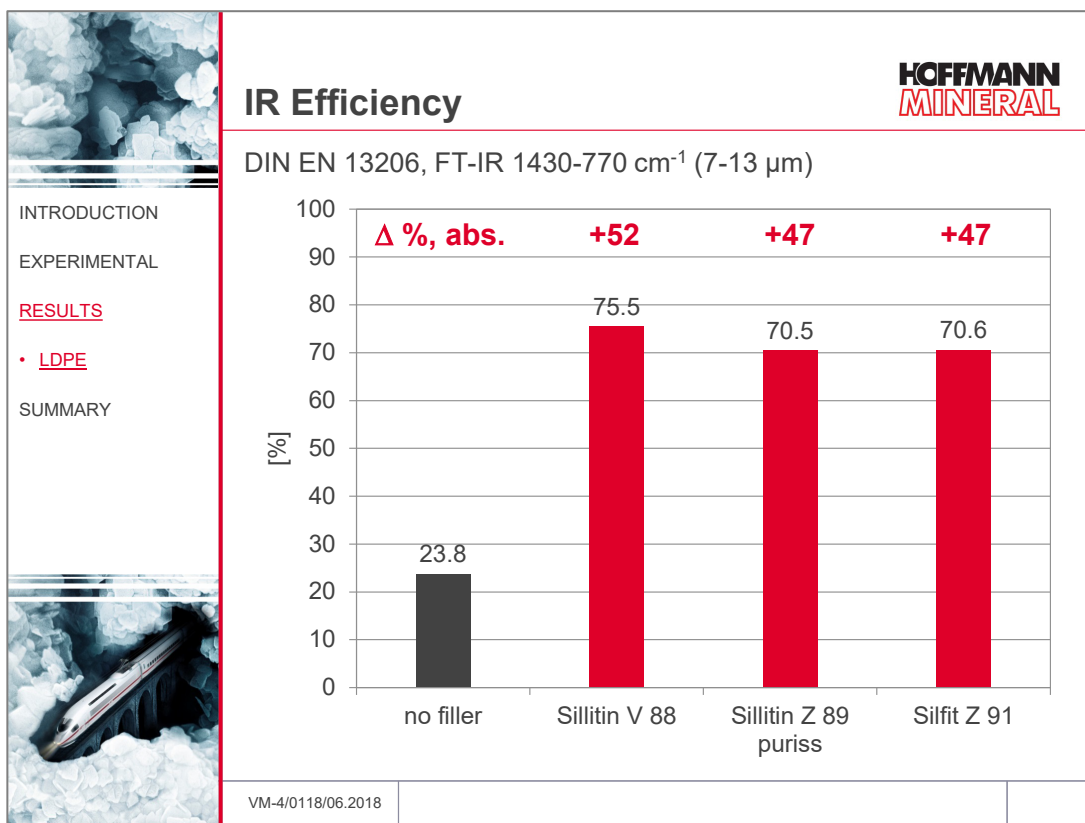 HOFFMANN
MINERAL
IR Efficiency
DIN EN 13206, FT-IR 1430-770 cm⁻¹ (7-13 µm)
INTRODUCTION
EXPERIMENTAL
RESULTS
• LDPE
SUMMARY
Δ %, abs. +52 +47 +47
100
90
80
70
60
50
40
30
20
10
0
[%]
23.8
75.5
70.5
70.6
no filler
Sillitin V 88
Sillitin Z 89
puriss
Silfit Z 91
VM-4/0118/06.2018